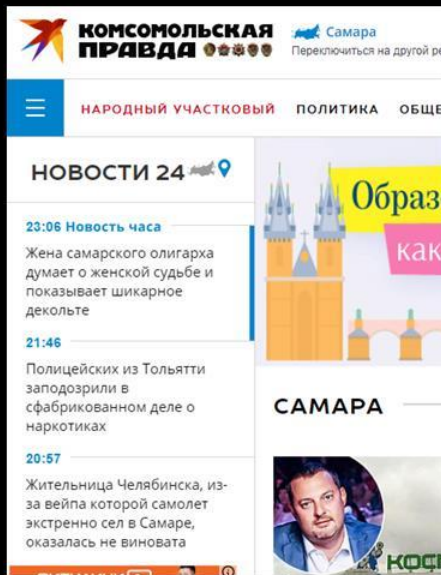 КОМСОМОЛЬСКАЯ
ПРАВДА
Самара
Переключиться на другой ре
НАРОДНЫЙ УЧАСТКОВЫЙ ПОЛИТИКА ОБЩЕ
НОВОСТИ 24
Образ
как
23:06 Новость часа
Жена самарского олигарха
думает о женской судьбе и
показывает шикарное
декольте
21:46
Полицейских из Тольятти
заподозрили в
сфабрикованном деле о
наркотиках
20:57
Жительница Челябинска, из-
за вейпа которой самолет
экстренно сел в Самаре,
оказалась не виновата
САМАРА